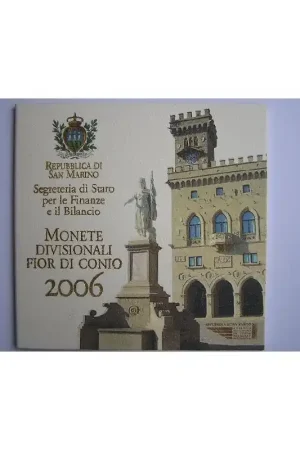 REPUBBLICA DI
SAN MARINO
Segreteria di Stato
per le Finanze
e il Bilancio
MONETE
DIVISIONALI
FIOR DI CONIO
2006